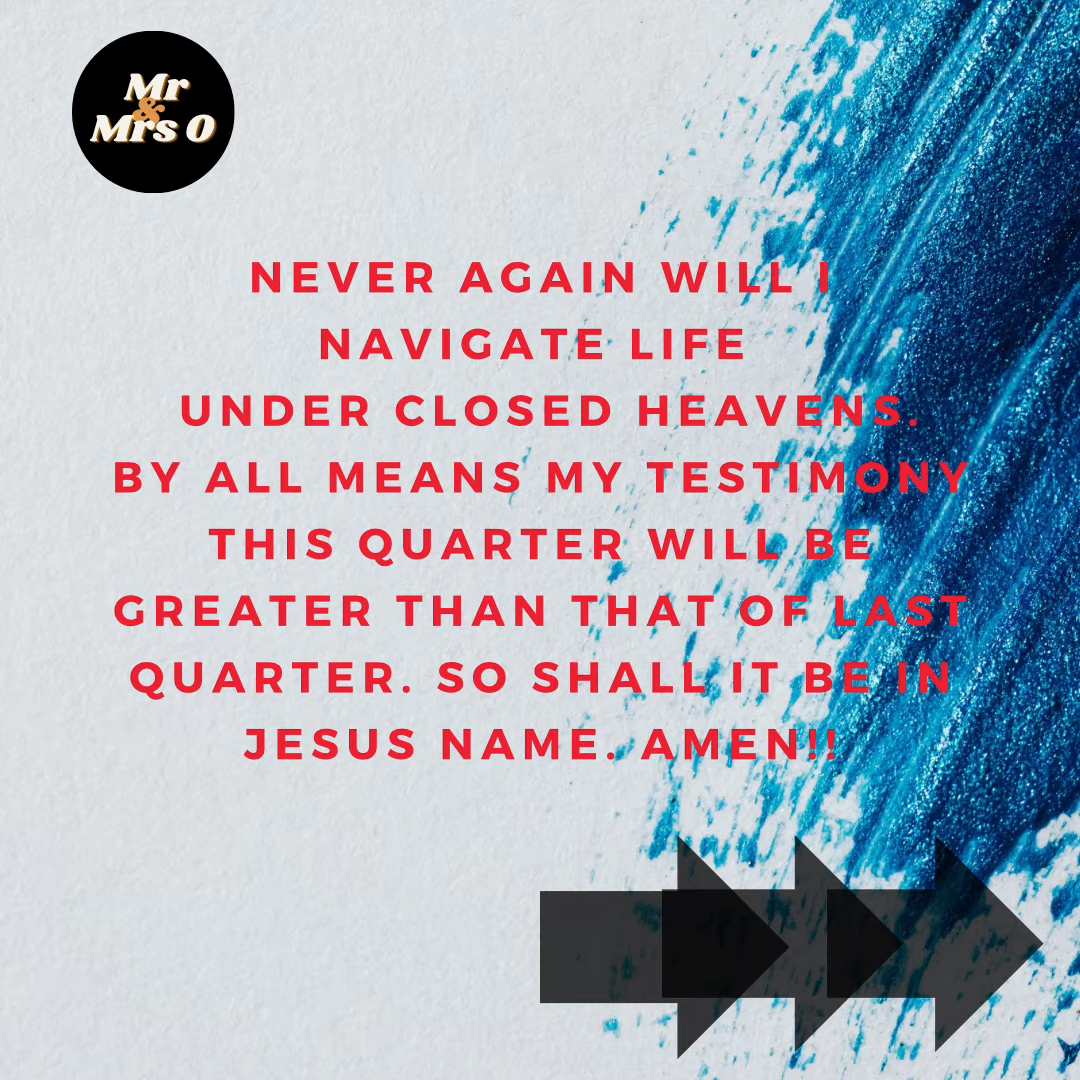 Mr
&
Mrs O
NEVER AGAIN WILL I
NAVIGATE LIFE
UNDER CLOSED HEAVENS.
BY ALL MEANS MY TESTIMONY
THIS QUARTER WILL BE
GREATER THAN THAT OF LAST
QUARTER. SO SHALL IT BE IN
JESUS NAME. AMEN!!